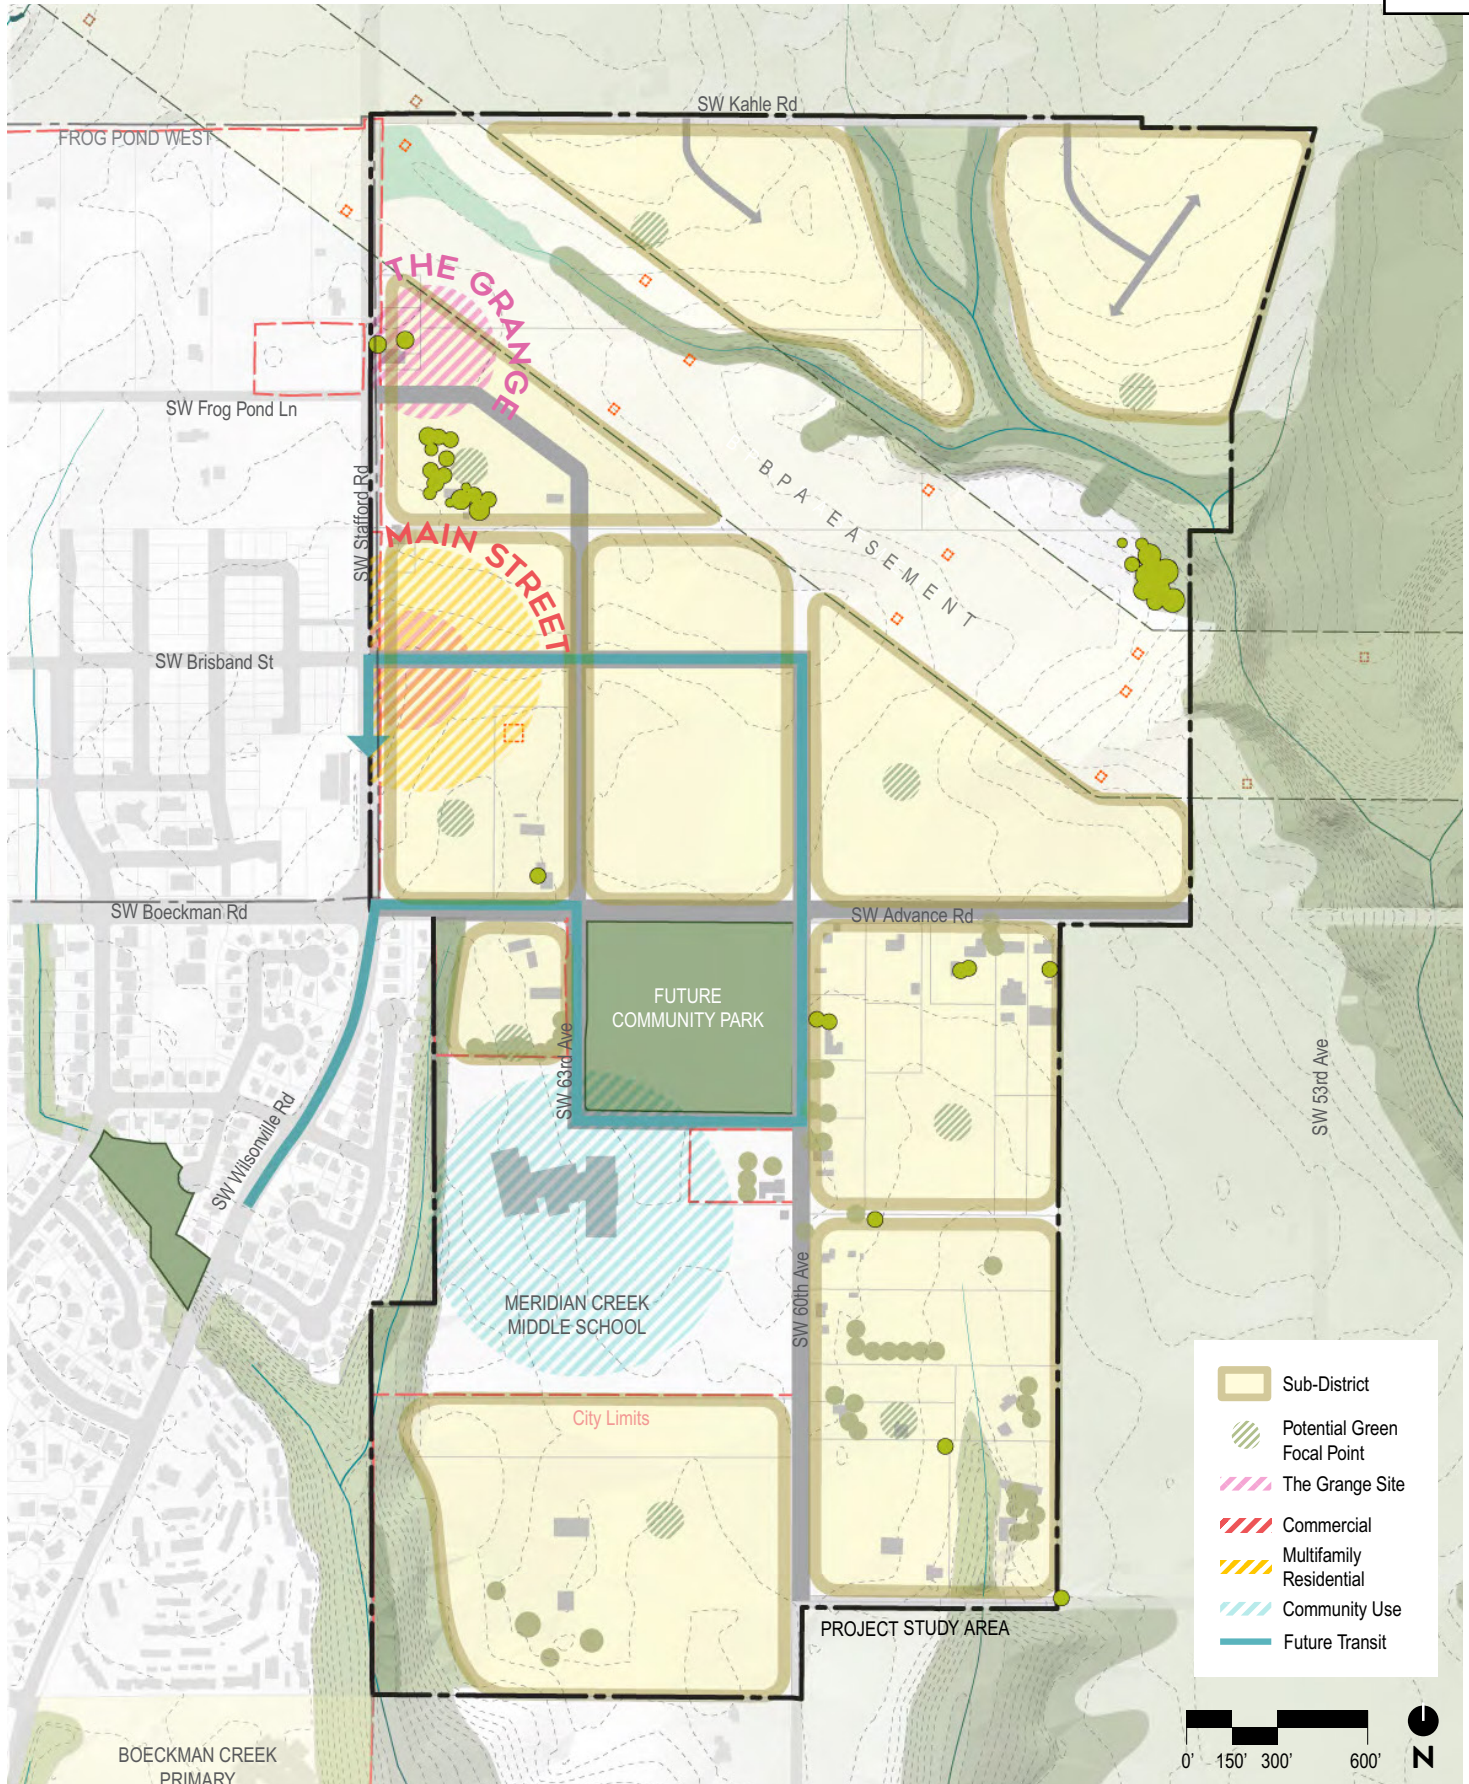 SW Kahle Rd
FROG POND WEST
THE GRANGE
SW Frog Pond Ln
SW Stafford Rd
BPA EASEMENT
MAIN STREET
SW Brisband St
SW Boeckman Rd
SW Advance Rd
FUTURE
COMMUNITY PARK
SW 63rd Ave
SW 53rd Ave
SW Wilsonville Rd
SW 60th Ave
MERIDIAN CREEK
MIDDLE SCHOOL
City Limits
PROJECT STUDY AREA
BOECKMAN CREEK
PRIMARY
Sub-District
Potential Green
Focal Point
The Grange Site
Commercial
Multifamily
Residential
Community Use
Future Transit
0' 150' 300' 600'
N